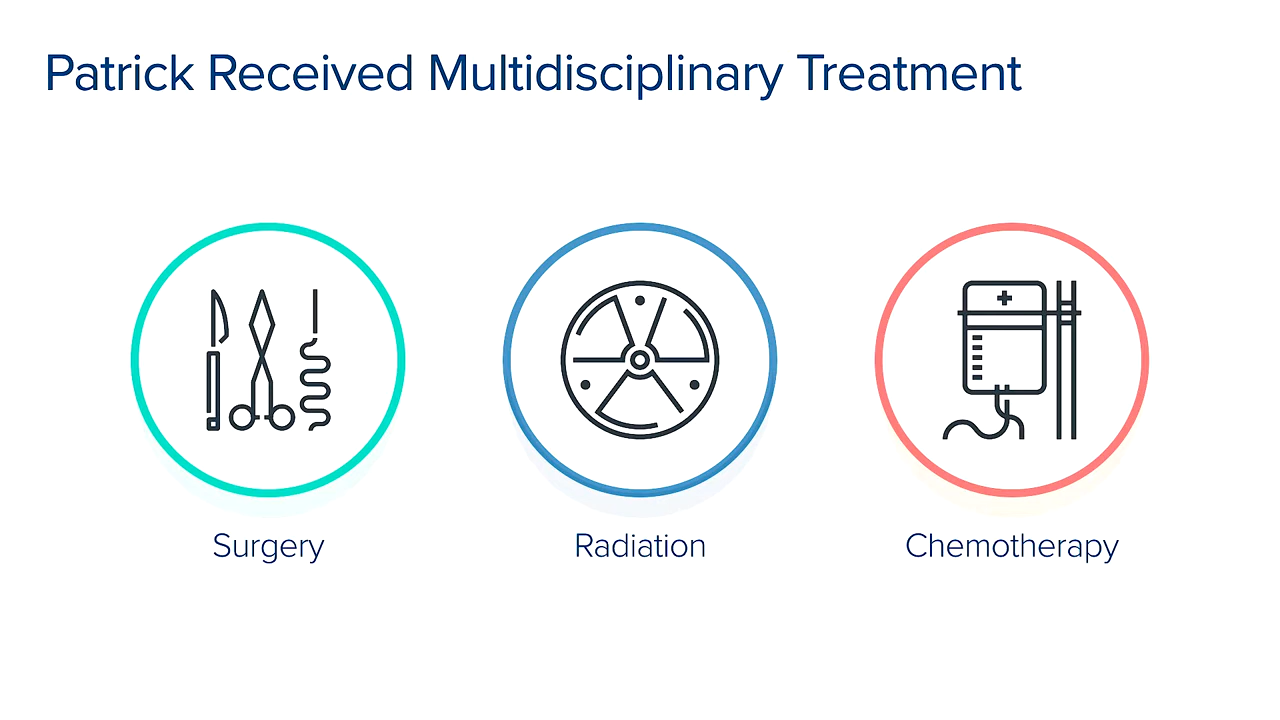 Patrick Received Multidisciplinary Treatment
Surgery
Radiation
Chemotherapy